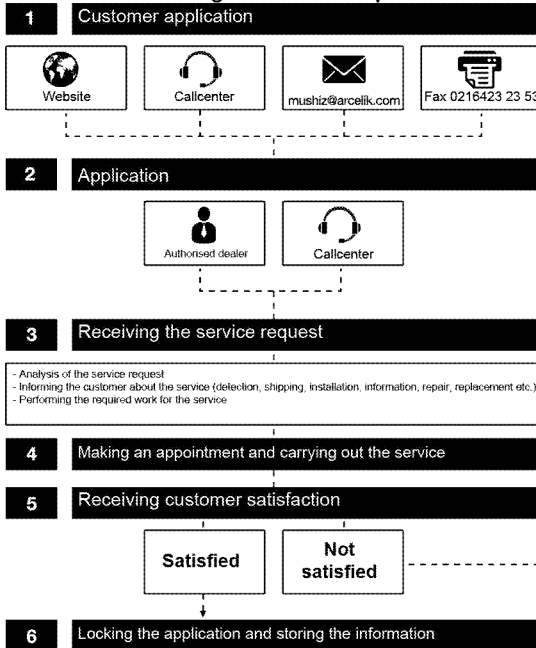 1 Customer application
Website
Callcenter
mushiz@arcelik.com
Fax 0216423 23 53
2 Application
Authorised dealer
Callcenter
3 Receiving the service request
- Analysis of the service request
- Informing the customer about the service (detection, shipping, installation, information, repair, replacement etc.)
- Performing the required work for the service
4 Making an appointment and carrying out the service
5 Receiving customer satisfaction
Satisfied
Not
satisfied
6 Locking the application and storing the information